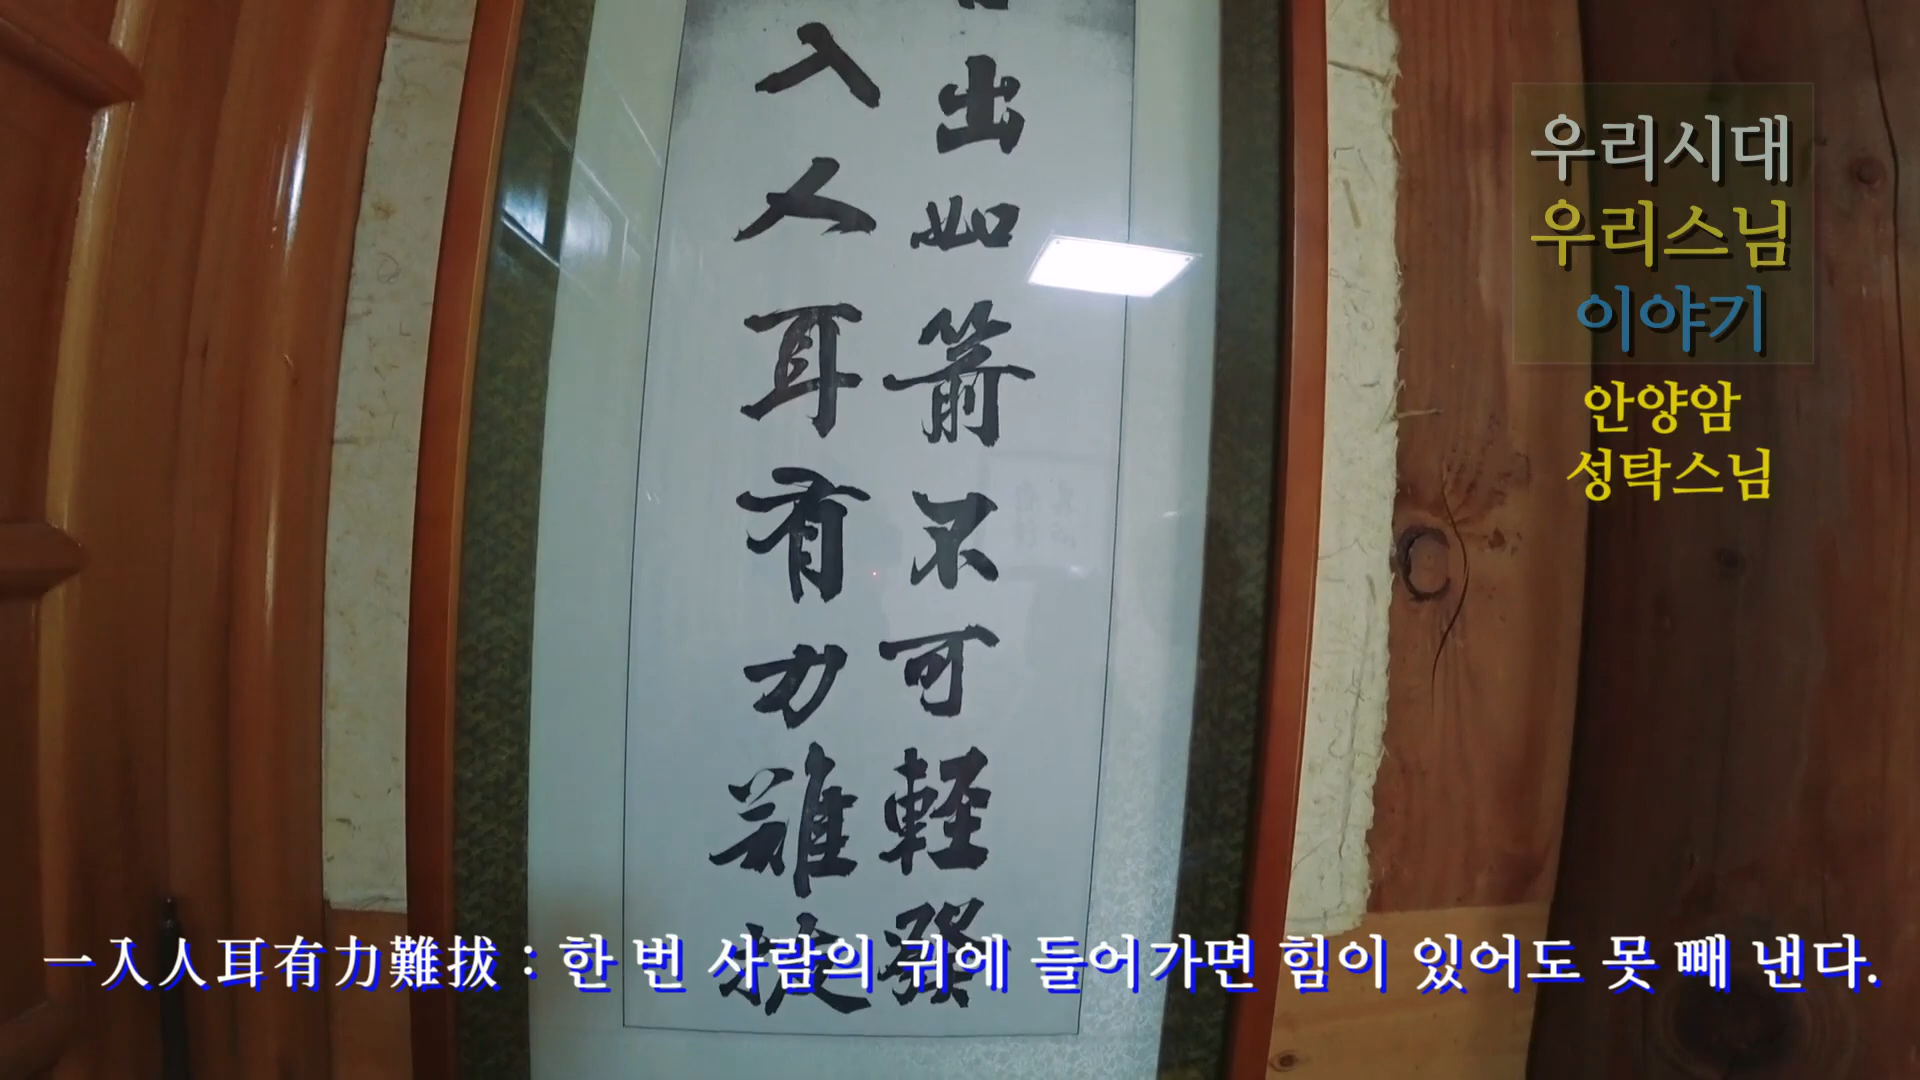 出如箭不可輕發
入人耳有力難拔
우리시대
우리스님
이야기
안양암
성탁스님
一入人耳有力難拔 : 한 번 사람의 귀에 들어가면 힘이 있어도 못 빼 낸다.